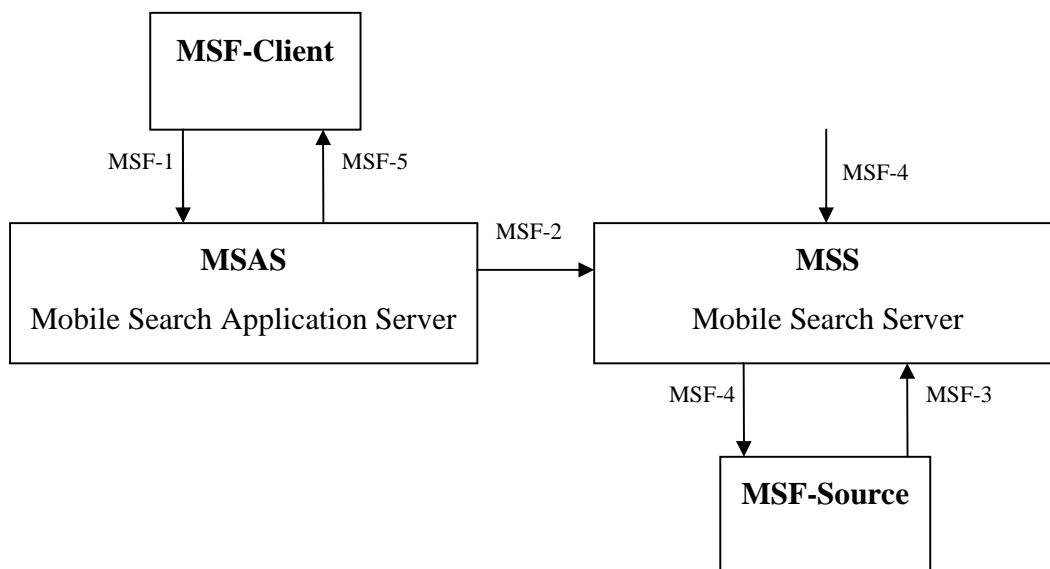 MSF-Client
MSF-1
MSF-5
MSF-4
MSF-2
MSAS
Mobile Search Application Server
MSS
Mobile Search Server
MSF-4
MSF-3
MSF-Source